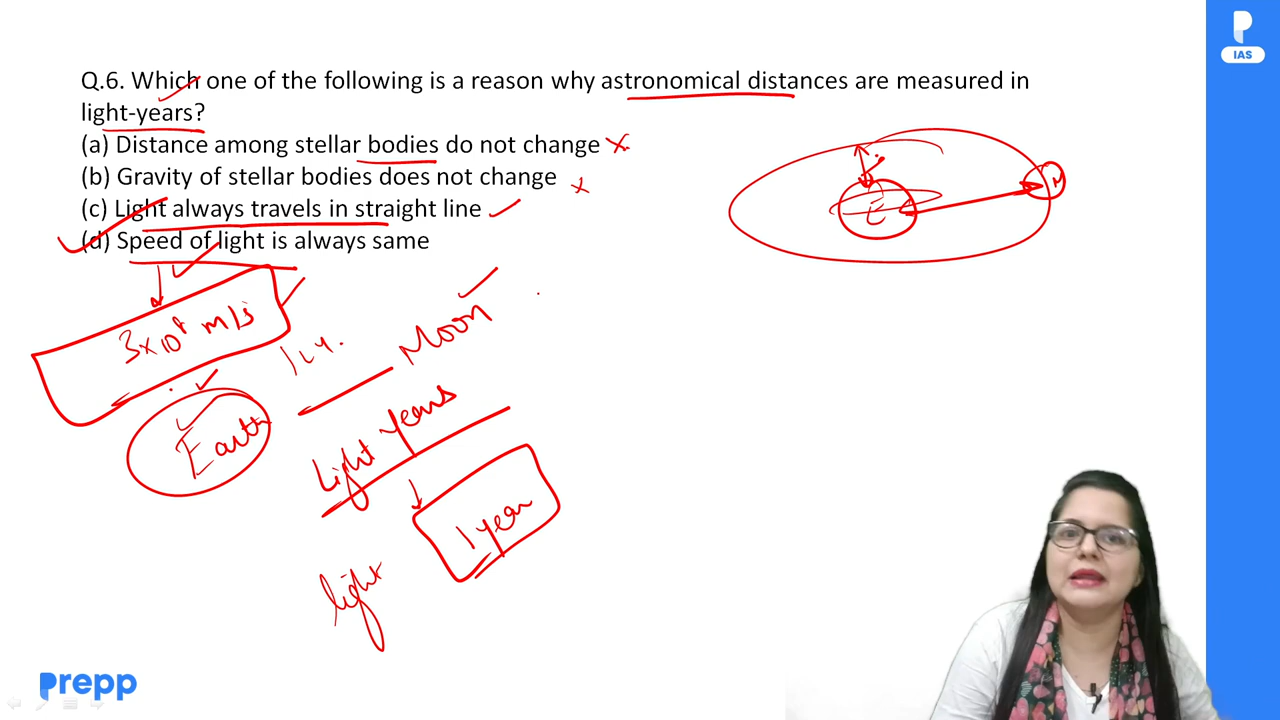 IAS
Q.6. Which one of the following is a reason why astronomical distances are measured in
light-years?
(a) Distance among stellar bodies do not change
(b) Gravity of stellar bodies does not change
(c) Light always travels in straight line
(d) Speed of light is always same
E
M
3×10⁸ m/s
1 L.Y.
Moon
Earth
Light years
1 year
light
Prepp